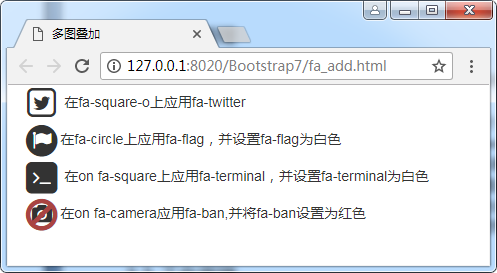 多图叠加
127.0.0.1:8020/Bootstrap7/fa_add.html
在fa-square-o上应用fa-twitter
在fa-circle上应用fa-flag，并设置fa-flag为白色
在on fa-square上应用fa-terminal，并设置fa-terminal为白色
在on fa-camera应用fa-ban,并将fa-ban设置为红色